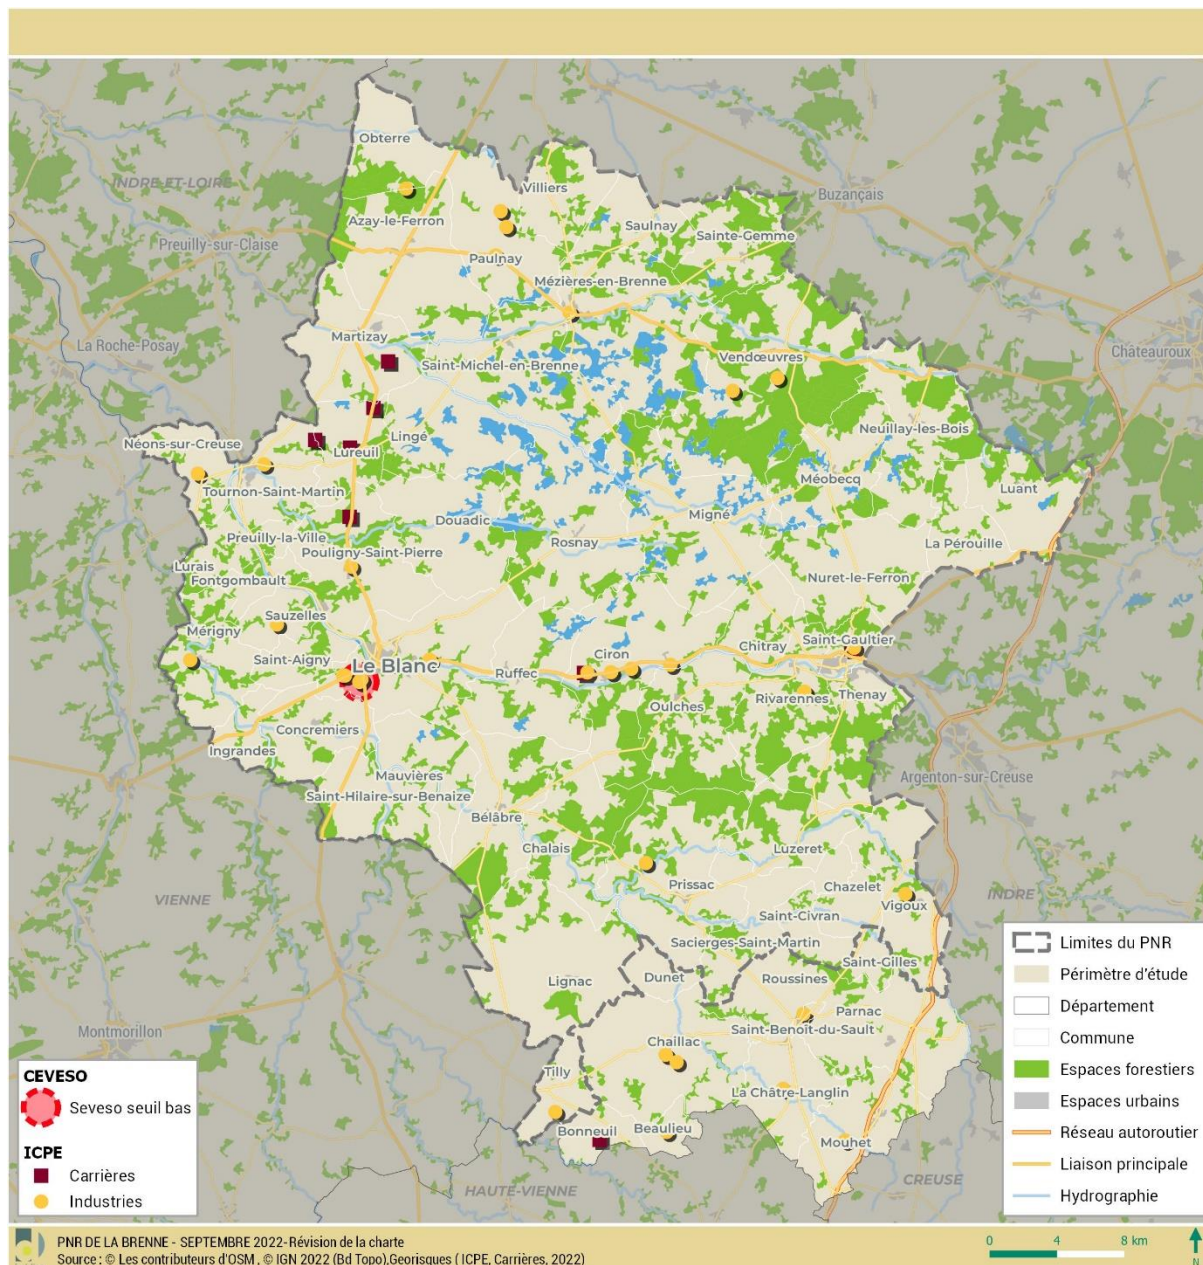 Obterre
INDRE-ET-LOIRE
Villiers
Buzançais
Azay-le-Ferron
Saulnay
Sainte-Gemme
Preuilly-sur-Claise
Paulnay
Mézières-en-Brenne
Martizay
La Roche-Posay
Saint-Michel-en-Brenne
Vendœuvres
Châteauroux
Néons-sur-Creuse
Lingé
Lureuil
Neuillay-les-Bois
Tournon-Saint-Martin
Méobecq
Luant
Douadic
Migné
Preuilly-la-Ville
Rosnay
La Pérouille
Pouligny-Saint-Pierre
Lurais
Fontgombault
Nuret-le-Ferron
Sauzelles
Mérigny
Saint-Gaultier
Saint-Aigny
Le Blanc
Ciron
Chitray
Ruffec
Rivarennes
Thenay
Oulches
Concremiers
Ingrandes
Mauvières
Argenton-sur-Creuse
Saint-Hilaire-sur-Benaize
Bélâbre
Chalais
Luzeret
Prissac
Chazelet
VIENNE
INDRE
Vigoux
Saint-Civran
Sacierges-Saint-Martin
Saint-Gilles
Lignac
Dunet
Roussines
Parnac
Montmorillon
Saint-Benoît-du-Sault
Chaillac
Tilly
La Châtre-Langlin
Bonneuil
Beaulieu
Mouhet
HAUTE-VIENNE
CREUSE
CEVESO
Seveso seuil bas
ICPE
Carrières
Industries
Limites du PNR
Périmètre d'étude
Département
Commune
Espaces forestiers
Espaces urbains
Réseau autoroutier
Liaison principale
Hydrographie
PNR DE LA BRENNE - SEPTEMBRE 2022-Révision de la charte
Source : © Les contributeurs d'OSM , © IGN 2022 (Bd Topo),Georisques ( ICPE, Carrières, 2022)
0 4 8 km
N